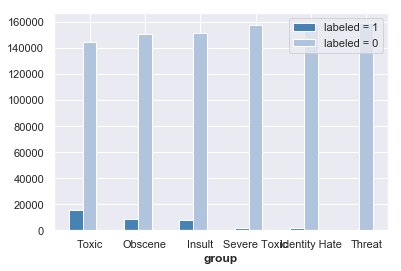 160000
140000
120000
100000
80000
60000
40000
20000
0
labeled = 1
labeled = 0
Toxic Obscene Insult Severe Toxic Identity Hate Threat
group